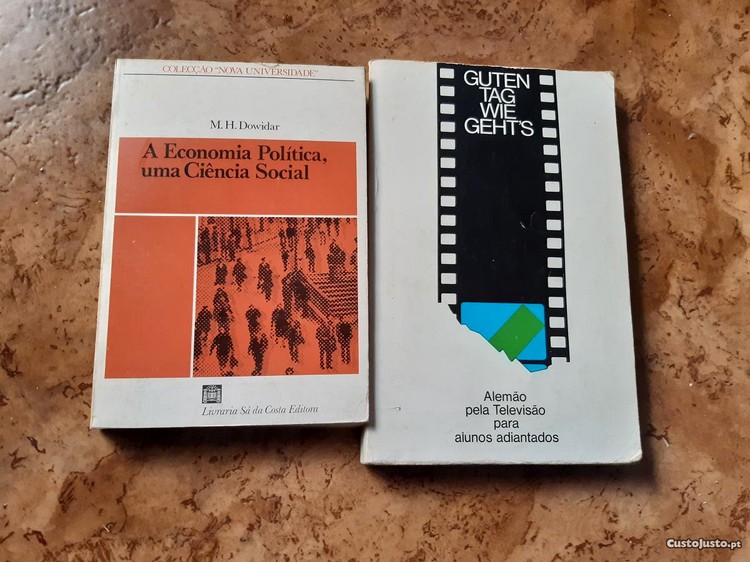 COLECÇÃO "NOVA UNIVERSIDADE"
M. H. Dowidar
A Economia Política,
uma Ciência Social
Livraria Sá da Costa Editora
GUTEN
TAG
WIE
GEHT'S
Alemão
pela Televisão
para
alunos adiantados
CustoJusto.pt